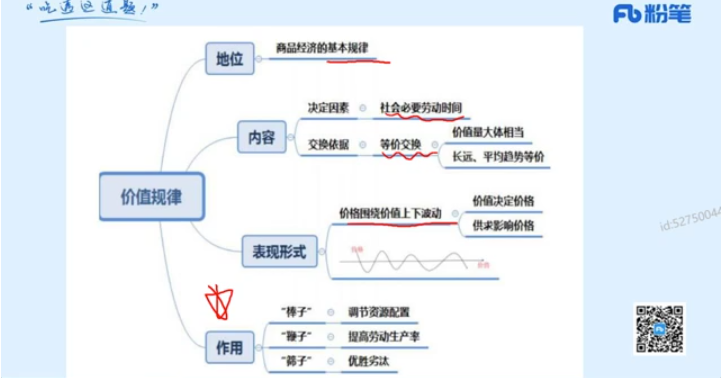 “吃透这道题！”
粉笔
地位
商品经济的基本规律
决定因素
社会必要劳动时间
内容
价值量大体相当
交换依据
等价交换
长远、平均趋势等价
价值规律
价值决定价格
价格围绕价值上下波动
供求影响价格
id:52750044
表现形式
价格
价值
“棒子”
调节资源配置
作用
“鞭子”
提高劳动生产率
“筛子”
优胜劣汰